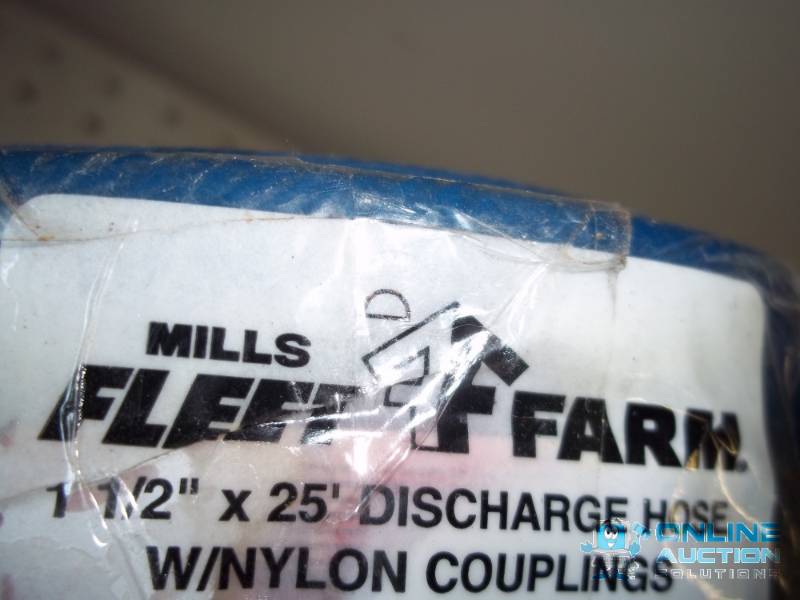 MILLS
FLEET FARM
1 1/2" x 25' DISCHARGE HOSE
W/NYLON COUPLINGS
ONLINE
AUCTION
SOLUTIONS